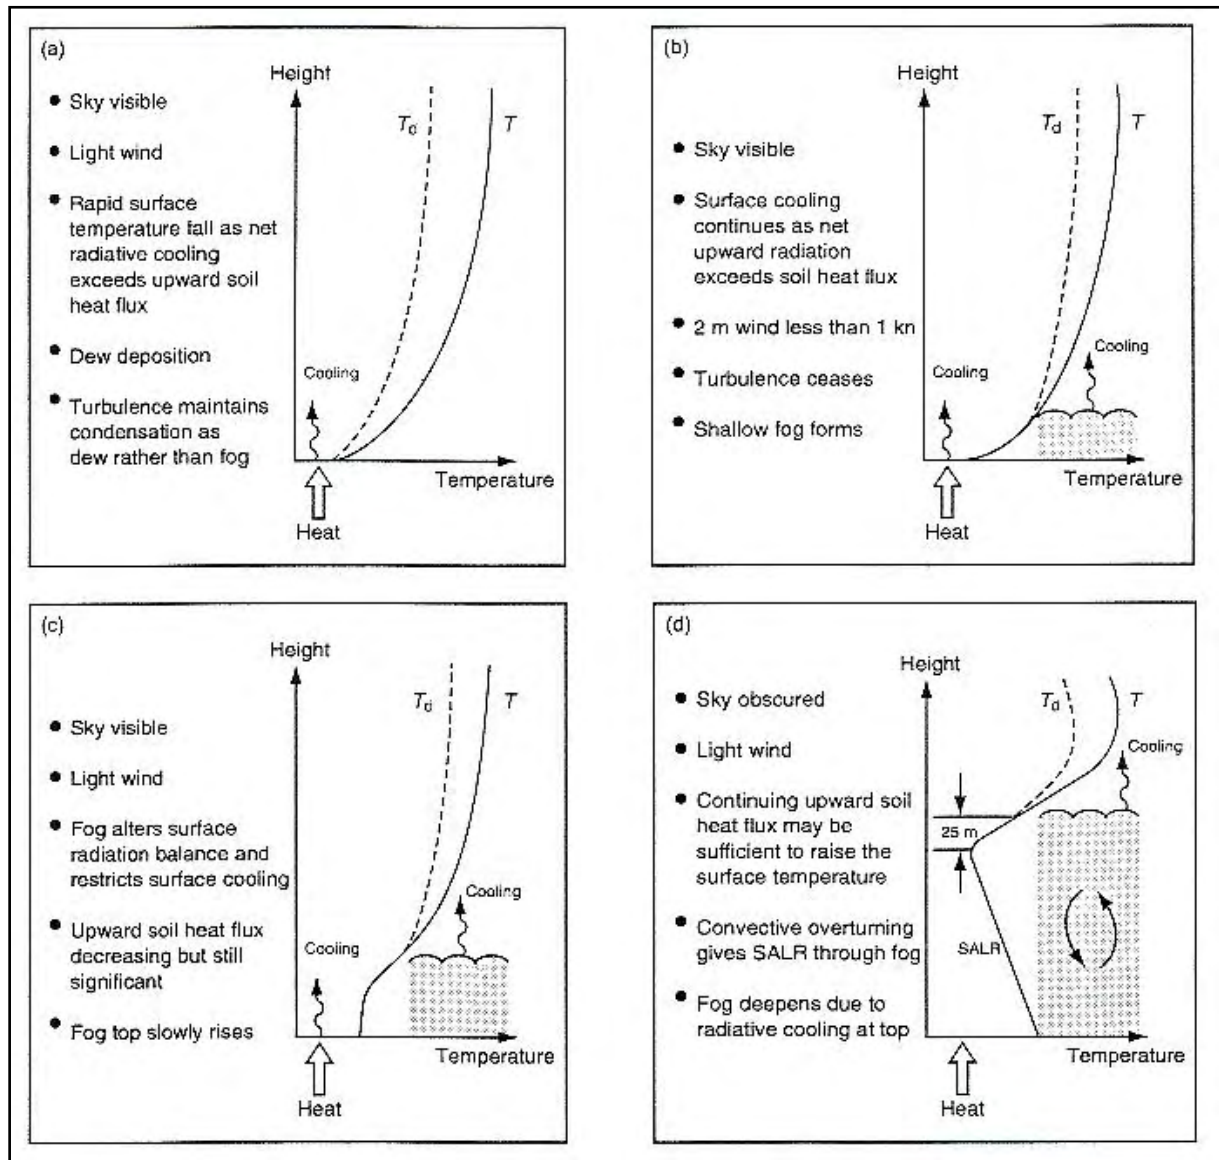 (a)
Height
• Sky visible
• Light wind
• Rapid surface
temperature fall as net
radiative cooling
exceeds upward soil
heat flux
• Dew deposition
• Turbulence maintains
condensation as
dew rather than fog
Td
T
Cooling
Temperature
Heat
(b)
Height
• Sky visible
• Surface cooling
continues as net
upward radiation
exceeds soil heat flux
• 2 m wind less than 1 kn
• Turbulence ceases
• Shallow fog forms
Td
T
Cooling
Cooling
Temperature
Heat
(c)
Height
• Sky visible
• Light wind
• Fog alters surface
radiation balance and
restricts surface cooling
• Upward soil heat flux
decreasing but still
significant
• Fog top slowly rises
Td
T
Cooling
Cooling
Temperature
Heat
(d)
Height
• Sky obscured
• Light wind
• Continuing upward soil
heat flux may be
sufficient to raise the
surface temperature
• Convective overturning
gives SALR through fog
• Fog deepens due to
radiative cooling at top
Td
T
Cooling
25 m
SALR
Temperature
Heat